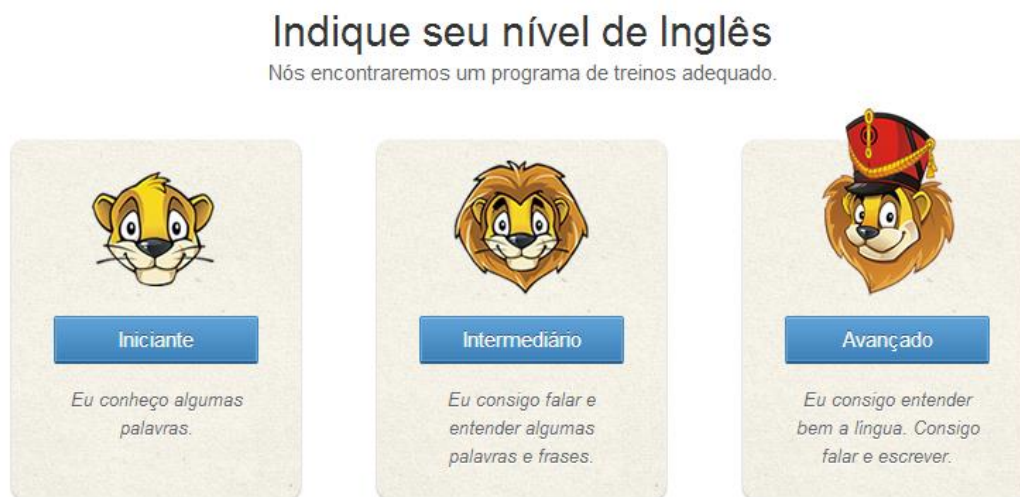 Indique seu nível de Inglês
Nós encontraremos um programa de treinos adequado.
Iniciante
Eu conheço algumas
palavras.
Intermediário
Eu consigo falar e
entender algumas
palavras e frases.
Avançado
Eu consigo entender
bem a língua. Consigo
falar e escrever.